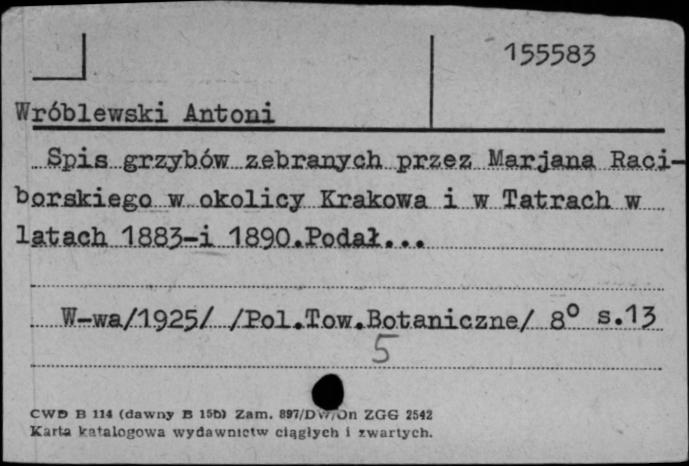 155583
Wróblewski Antoni
Spis grzybów zebranych przez Marjana Raci-
borskiego w okolicy Krakowa i w Tatrach w
latach 1883-i 1890.Podał...
W-wa/1925/ /Pol.Tow.Botaniczne/ 8° s.13
5
CWD B 114 (dawny B 15b) Zam. 897/DW/Dn ZGG 2542
Karta katalogowa wydawnictw ciągłych i zwartych.